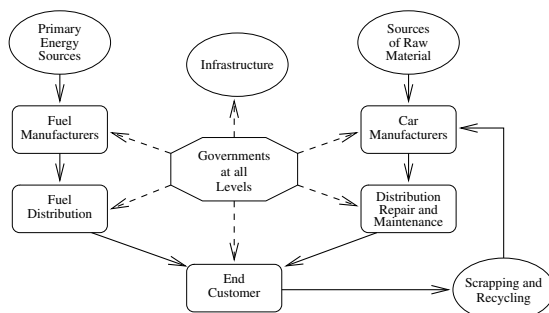 Primary
Energy
Sources
Infrastructure
Sources
of Raw
Material
Fuel
Manufacturers
Car
Manufacturers
Governments
at all
Levels
Fuel
Distribution
Distribution
Repair and
Maintenance
End
Customer
Scrapping and
Recycling